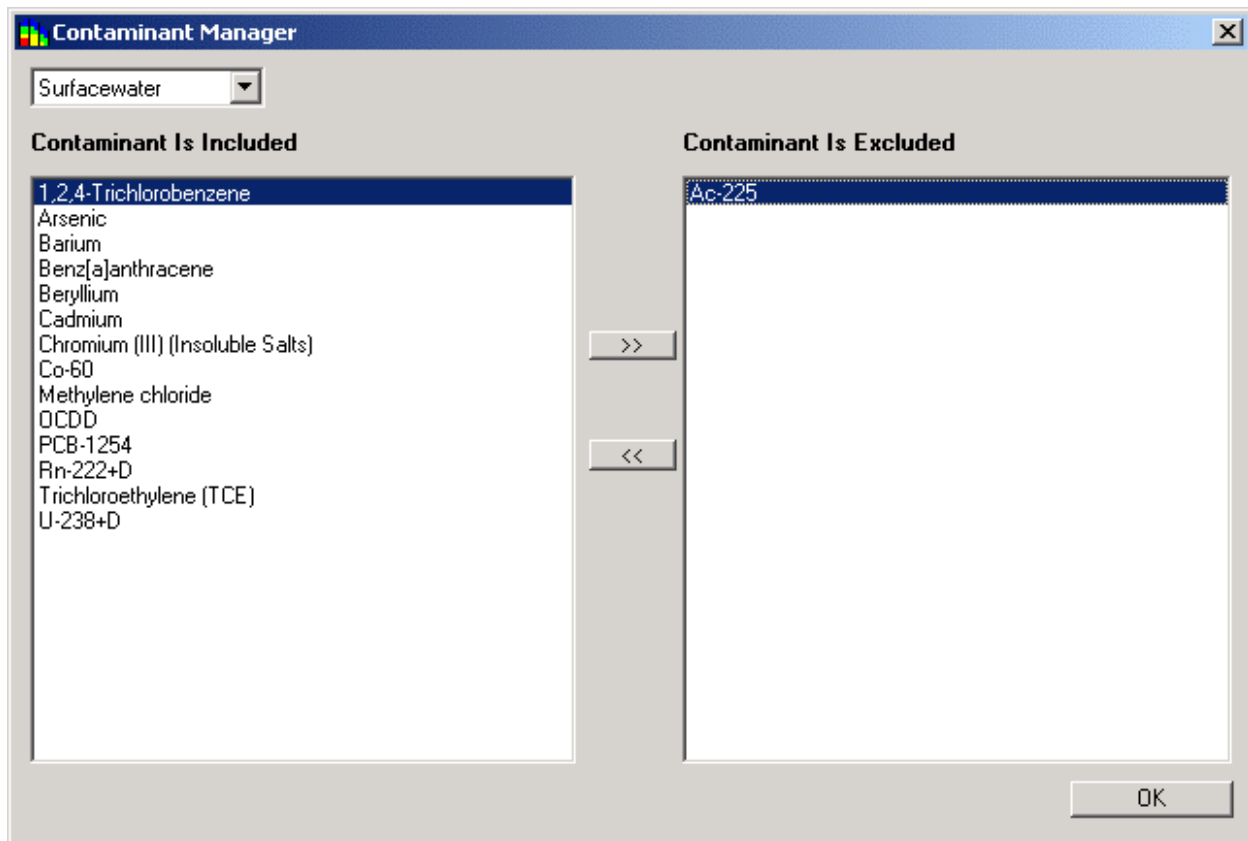 Contaminant Manager
Surfacewater
Contaminant Is Included
Contaminant Is Excluded
1,2,4-Trichlorobenzene
Arsenic
Barium
Benz[a]anthracene
Beryllium
Cadmium
Chromium (III) (Insoluble Salts)
Co-60
Methylene chloride
OCDD
PCB-1254
Rn-222+D
Trichloroethylene (TCE)
U-238+D
>>
<<
Ac-225
OK